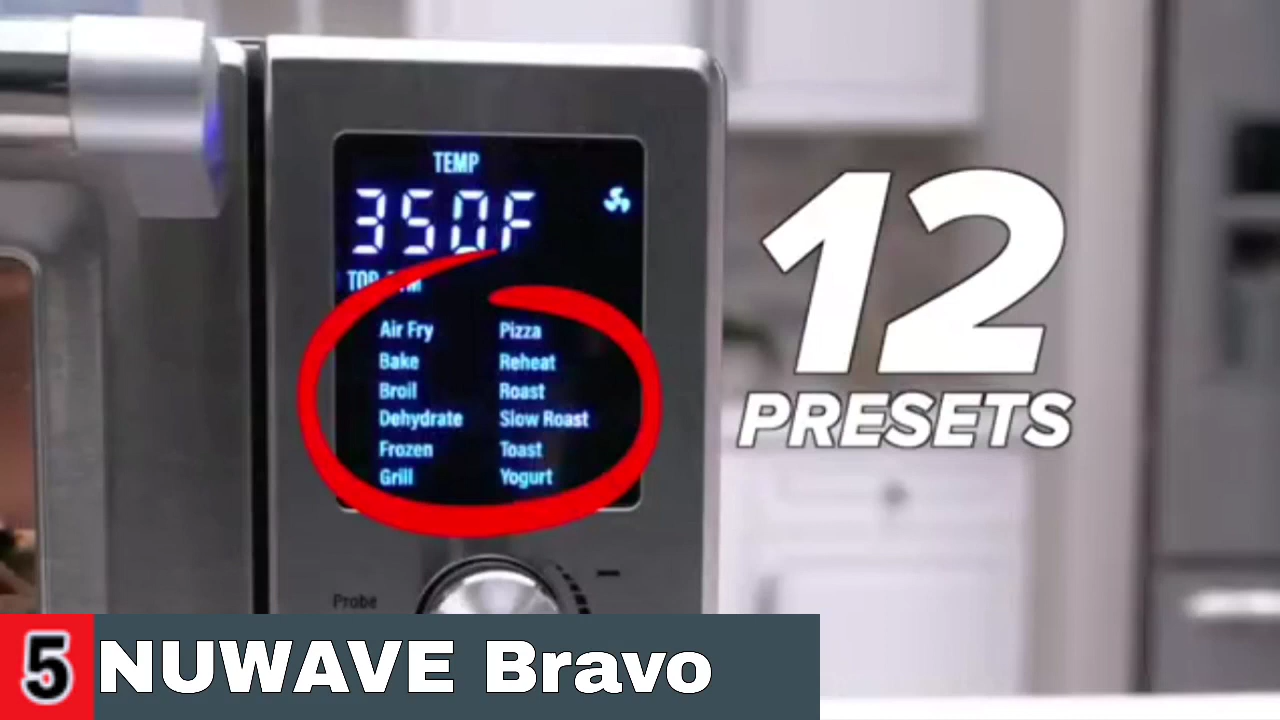 TEMP
350F
Air Fry Pizza
Bake Reheat
Broil Roast
Dehydrate Slow Roast
Frozen Toast
Grill Yogurt
12
PRESETS
Probe
5 NUWAVE Bravo